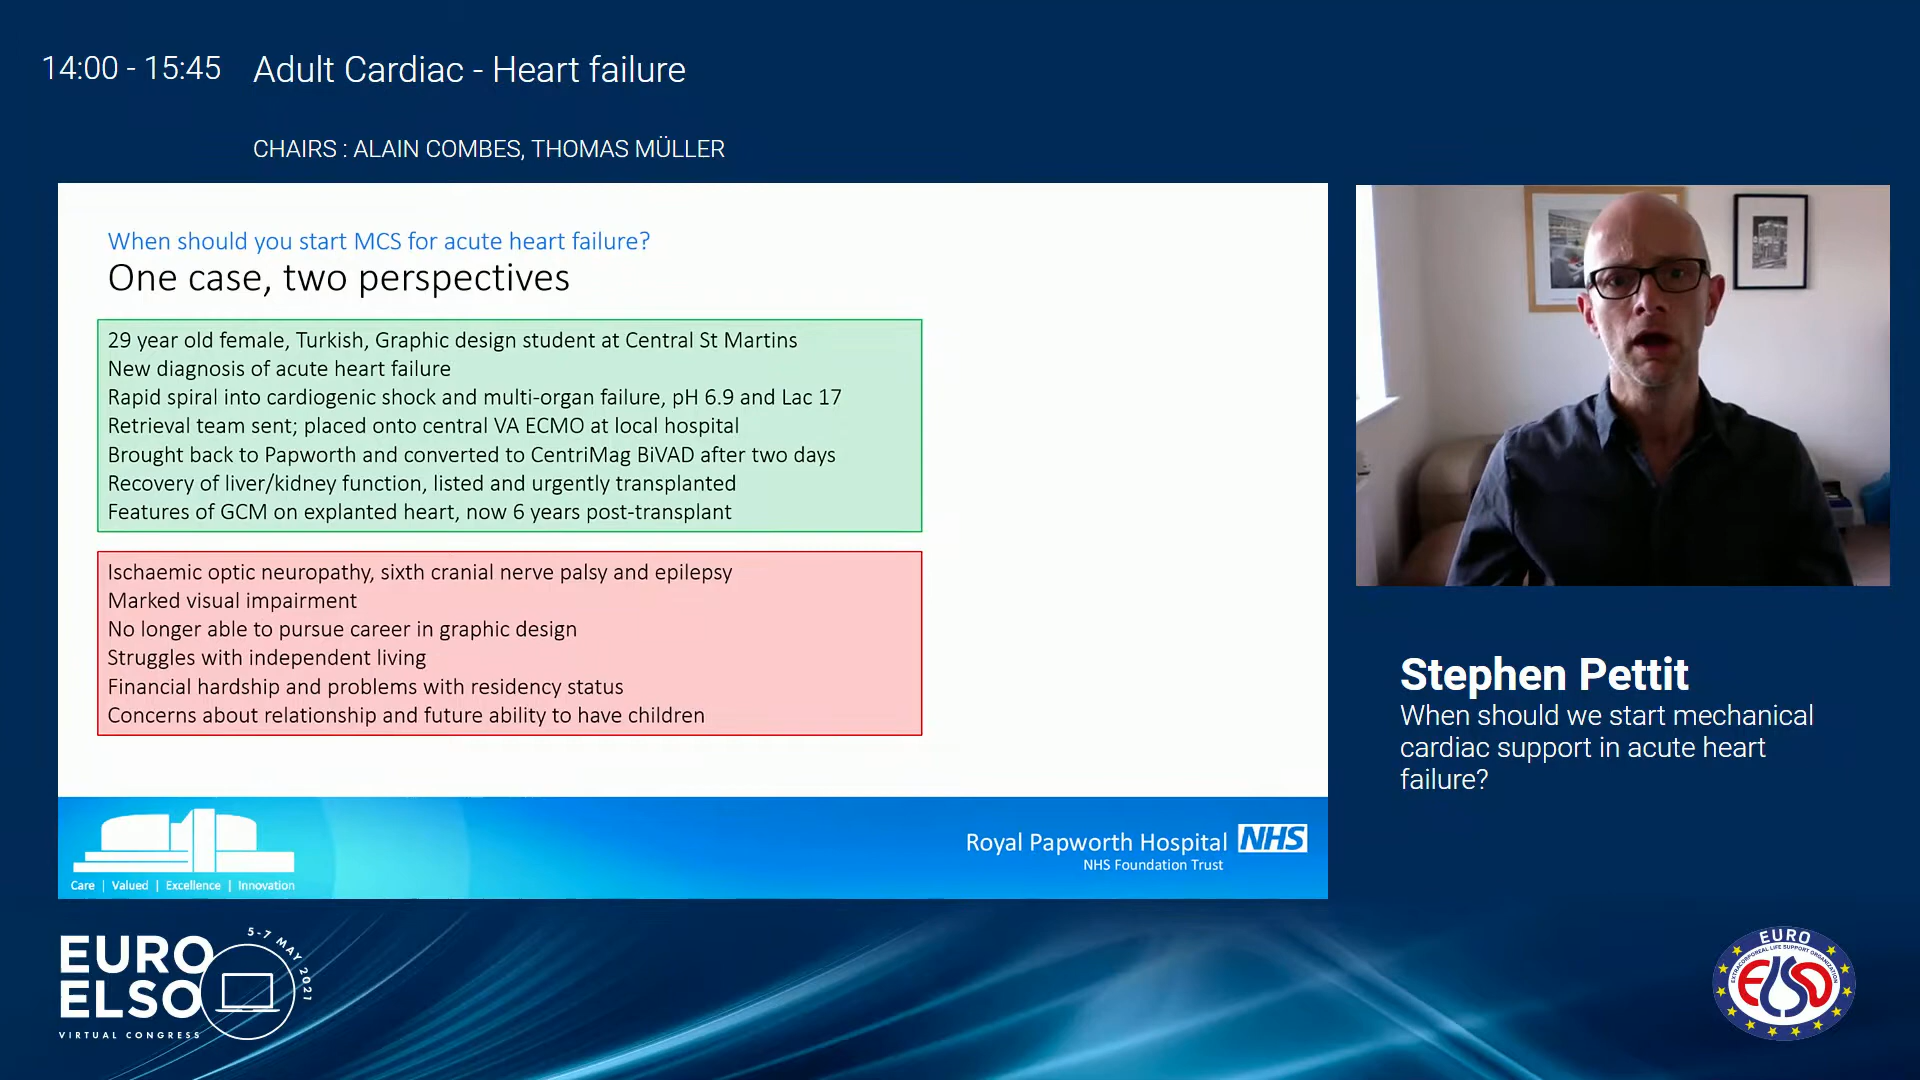 14:00 - 15:45 Adult Cardiac - Heart failure
CHAIRS : ALAIN COMBES, THOMAS MÜLLER
When should you start MCS for acute heart failure?
One case, two perspectives
29 year old female, Turkish, Graphic design student at Central St Martins
New diagnosis of acute heart failure
Rapid spiral into cardiogenic shock and multi-organ failure, pH 6.9 and Lac 17
Retrieval team sent; placed onto central VA ECMO at local hospital
Brought back to Papworth and converted to CentriMag BiVAD after two days
Recovery of liver/kidney function, listed and urgently transplanted
Features of GCM on explanted heart, now 6 years post-transplant
Ischaemic optic neuropathy, sixth cranial nerve palsy and epilepsy
Marked visual impairment
No longer able to pursue career in graphic design
Struggles with independent living
Financial hardship and problems with residency status
Concerns about relationship and future ability to have children
Care | Valued | Excellence | Innovation
Royal Papworth Hospital NHS
NHS Foundation Trust
Stephen Pettit
When should we start mechanical
cardiac support in acute heart
failure?
EURO
ELSO
VIRTUAL CONGRESS
5-7 MAY 2021
EURO
EXTRACORPOREAL LIFE SUPPORT ORGANIZATION
ELSO